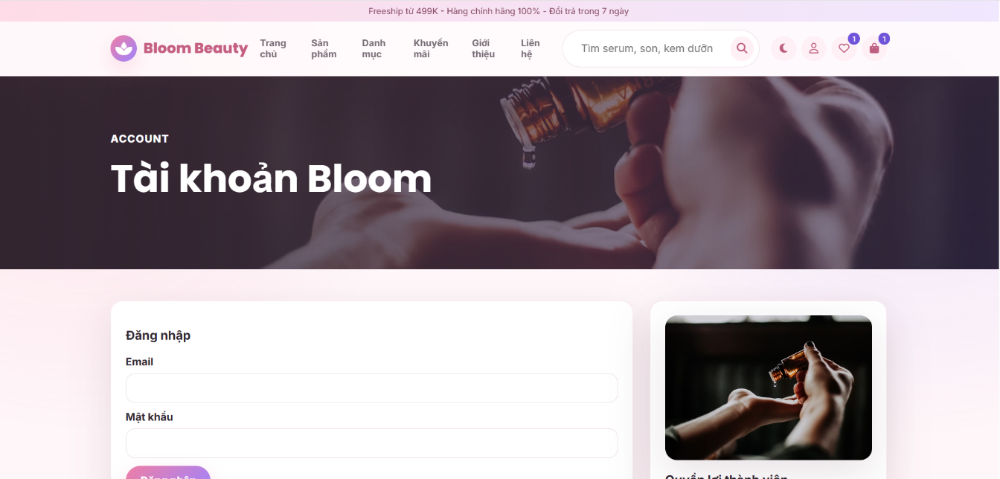 Freeship từ 499K - Hàng chính hãng 100% - Đổi trả trong 7 ngày
Bloom Beauty
Trang chủ
Sản phẩm
Danh mục
Khuyến mãi
Giới thiệu
Liên hệ
Tìm serum, son, kem dưỡn
1
1
ACCOUNT
Tài khoản Bloom
Đăng nhập
Email
Mật khẩu
Đăng nhập
Quyền lợi thành viên